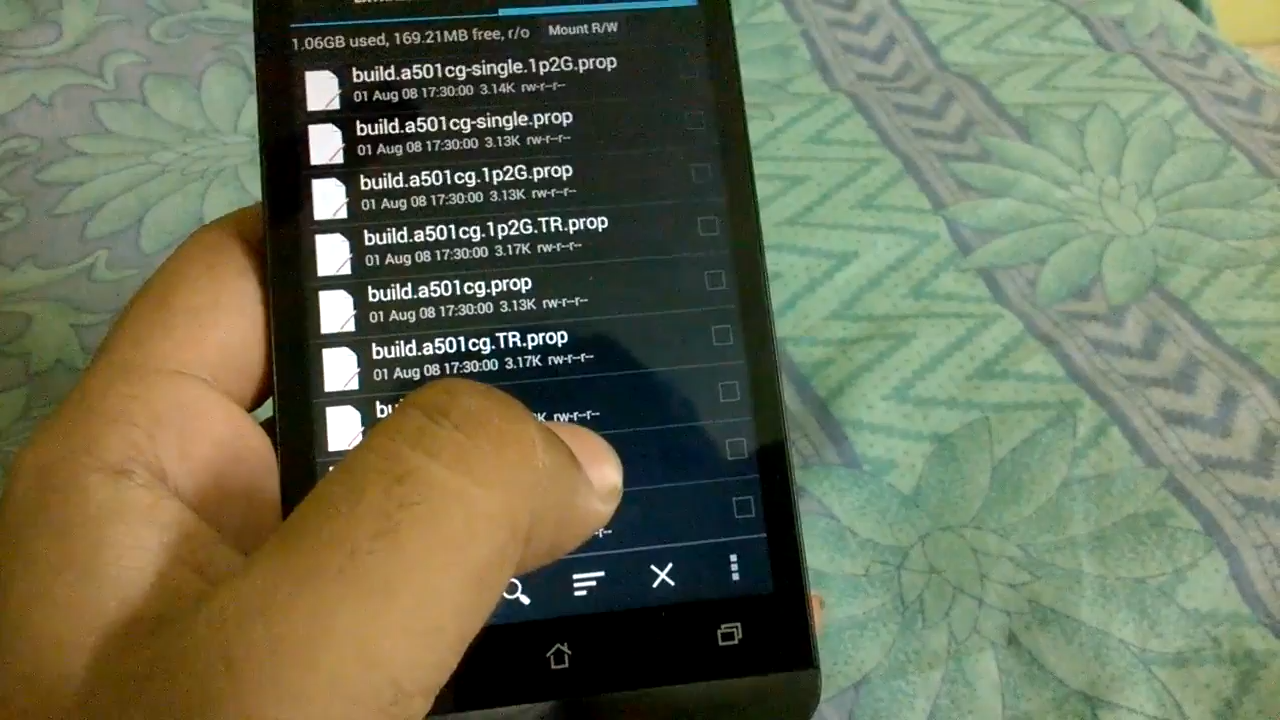 1.06GB used, 169.21MB free, r/o Mount R/W
build.a501cg-single.1p2G.prop
01 Aug 08 17:30:00 3.14K rw-r--r--
build.a501cg-single.prop
01 Aug 08 17:30:00 3.13K rw-r--r--
build.a501cg.1p2G.prop
01 Aug 08 17:30:00 3.13K rw-r--r--
build.a501cg.1p2G.TR.prop
01 Aug 08 17:30:00 3.17K rw-r--r--
build.a501cg.prop
01 Aug 08 17:30:00 3.13K rw-r--r--
build.a501cg.TR.prop
01 Aug 08 17:30:00 3.17K rw-r--r--
bu
K rw-r--r--